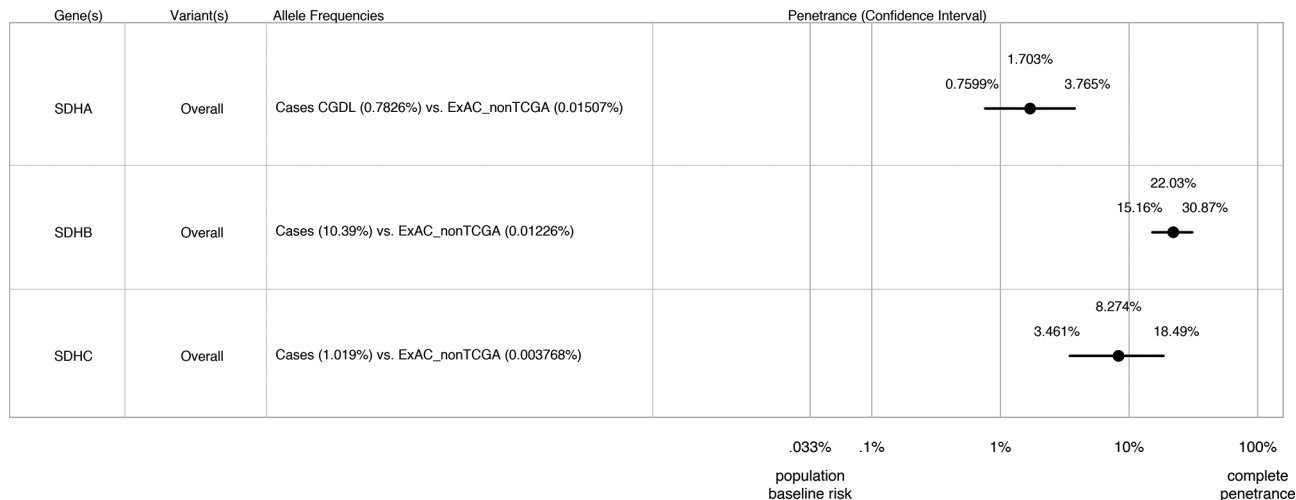 Gene(s) Variant(s) Allele Frequencies Penetrance (Confidence Interval)
1.703%
0.7599% 3.765%
SDHA Overall Cases CGDL (0.7826%) vs. ExAC_nonTCGA (0.01507%)
22.03%
15.16% 30.87%
SDHB Overall Cases (10.39%) vs. ExAC_nonTCGA (0.01226%)
8.274%
3.461% 18.49%
SDHC Overall Cases (1.019%) vs. ExAC_nonTCGA (0.003768%)
.033% .1% 1% 10% 100%
population complete
baseline risk penetrance